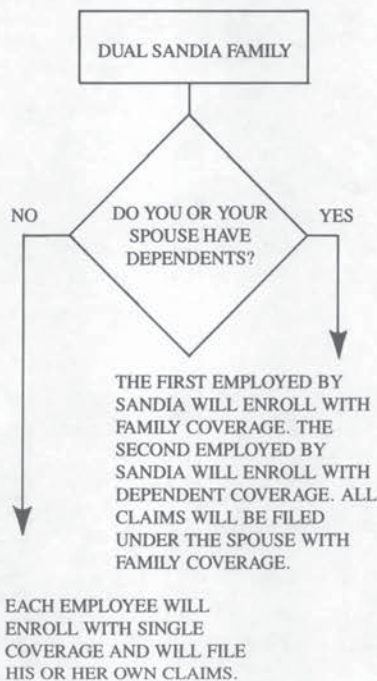 DUAL SANDIA FAMILY
DO YOU OR YOUR
SPOUSE HAVE
DEPENDENTS?
NO
YES
THE FIRST EMPLOYED BY
SANDIA WILL ENROLL WITH
FAMILY COVERAGE. THE
SECOND EMPLOYED BY
SANDIA WILL ENROLL WITH
DEPENDENT COVERAGE. ALL
CLAIMS WILL BE FILED
UNDER THE SPOUSE WITH
FAMILY COVERAGE.
EACH EMPLOYEE WILL
ENROLL WITH SINGLE
COVERAGE AND WILL FILE
HIS OR HER OWN CLAIMS.